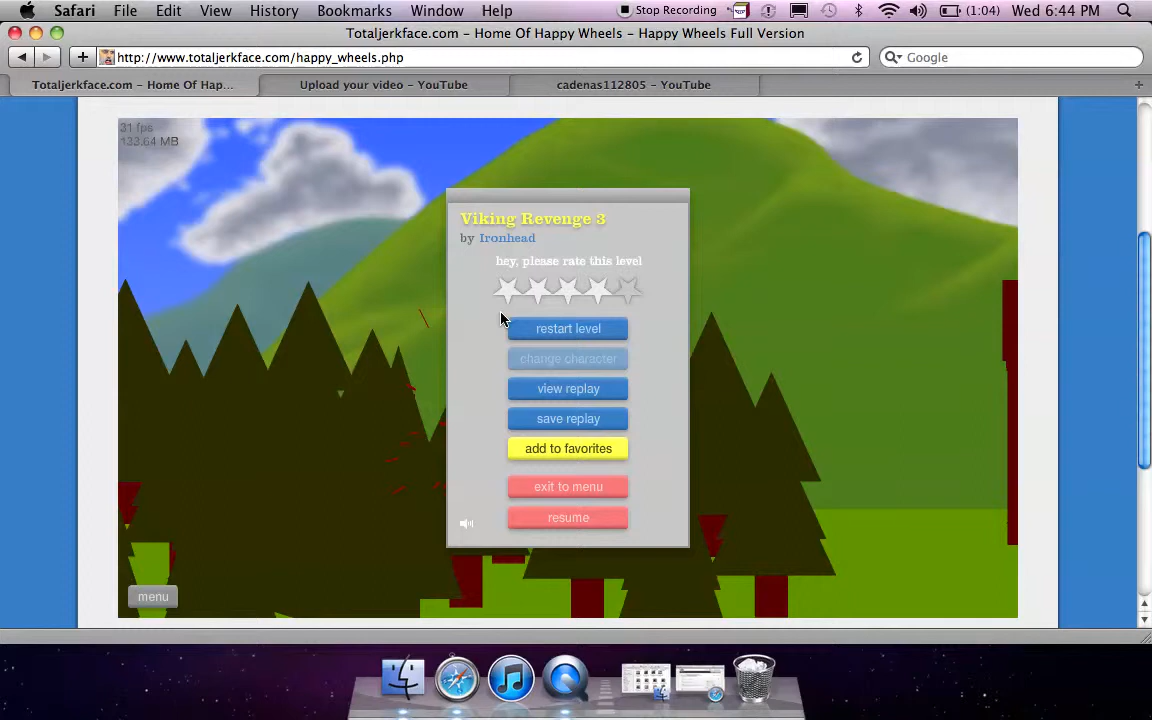 Safari File Edit View History Bookmarks Window Help Stop Recording (1:04) Wed 6:44 PM
Totaljerkface.com – Home Of Happy Wheels – Happy Wheels Full Version
http://www.totaljerkface.com/happy_wheels.php Google
Totaljerkface.com – Home Of Hap... Upload your video – YouTube cadenas112805 – YouTube
31 fps
133.64 MB
Viking Revenge 3
by Ironhead
hey, please rate this level
restart level
change character
view replay
save replay
add to favorites
exit to menu
resume
menu